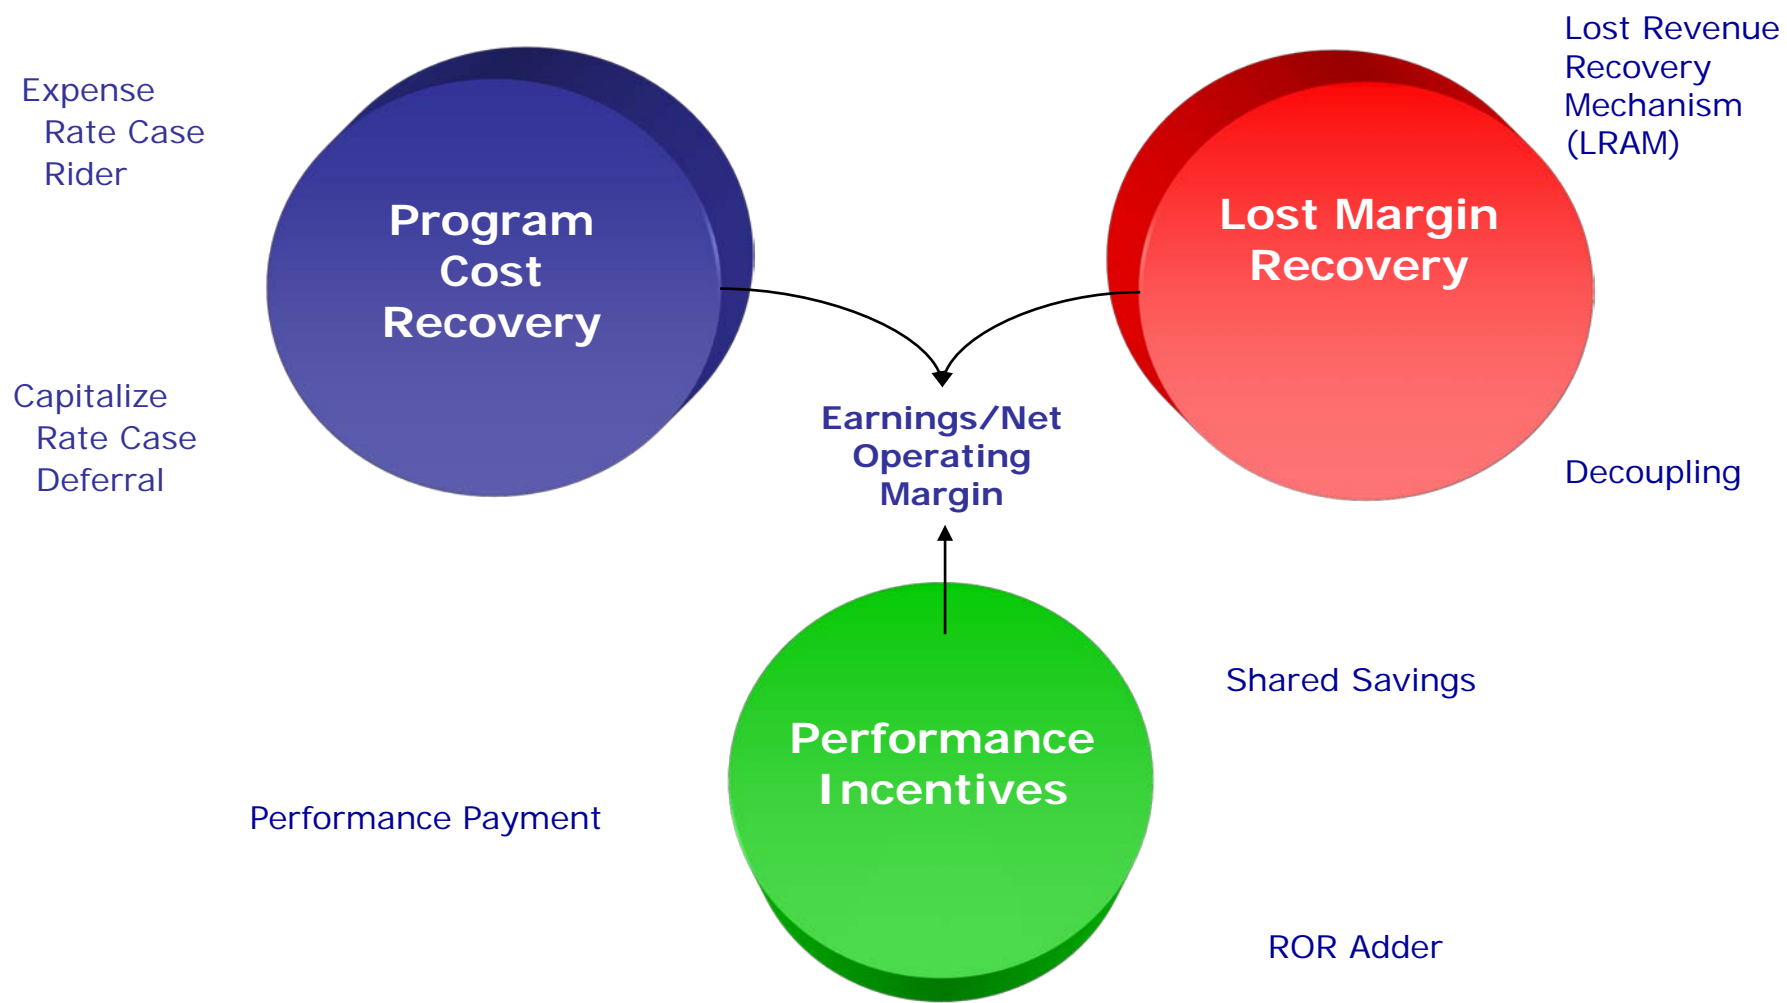 Expense
Rate Case
Rider
Capitalize
Rate Case
Deferral
Program
Cost
Recovery
Lost Margin
Recovery
Lost Revenue
Recovery
Mechanism
(LRAM)
Decoupling
Earnings/Net
Operating
Margin
Performance
Incentives
Shared Savings
Performance Payment
ROR Adder